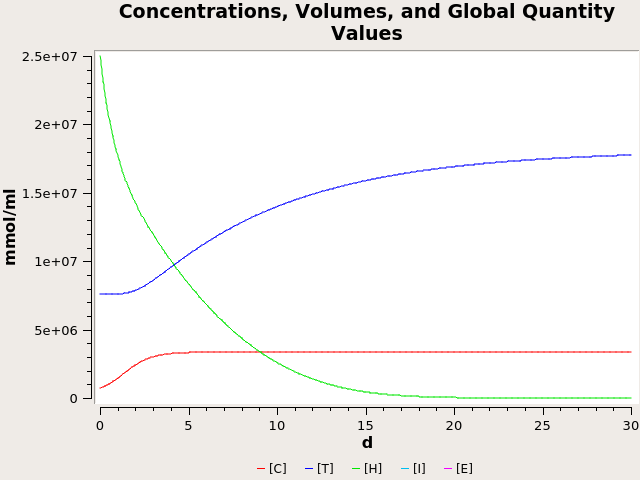 Concentrations, Volumes, and Global Quantity
Values
2.5e+07
2e+07
1.5e+07
1e+07
5e+06
0
mmol/ml
0 5 10 15 20 25 30
d
[C] [T] [H] [I] [E]